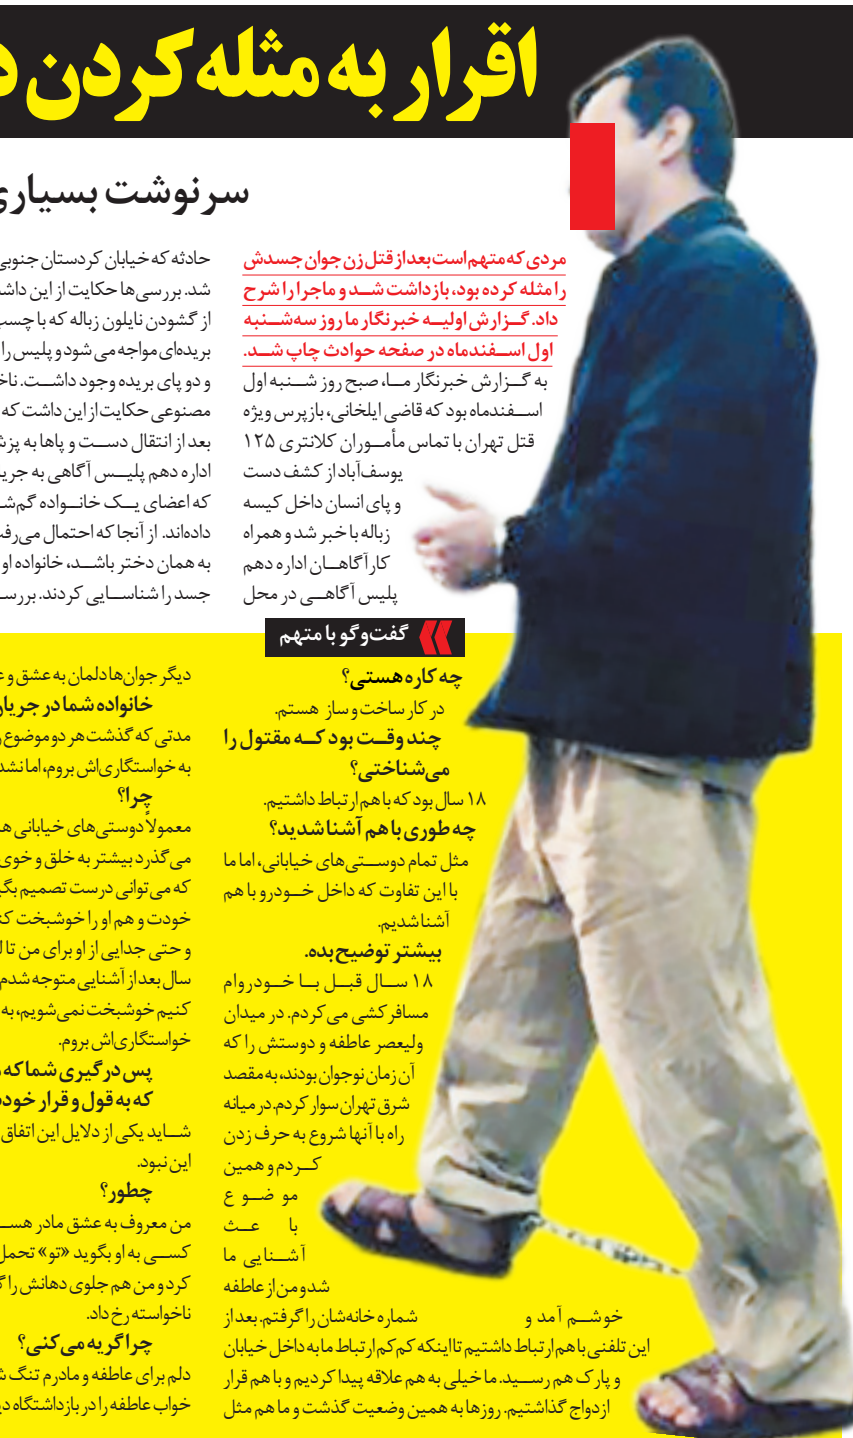 اقرار به مثله کردن د
سرنوشت بسیاری
مردی که متهم است بعد از قتل زن جوان جسدش
را مثله کرده بود، بازداشت شد و ماجرا را شرح
داد. گزارش اولیه خبرنگار ما روز سه‌شنبه
اول اسفندماه در صفحه حوادث چاپ شد.
به گزارش خبرنگار ما، صبح روز شنبه اول
اسفندماه بود که قاضی ایلخانی، بازپرس ویژه
قتل تهران با تماس مأموران کلانتری ۱۲۵
یوسف‌آباد از کشف دست
و پای انسان داخل کیسه
زباله با خبر شد و همراه
کارآگاهان اداره دهم
پلیس آگاهی در محل
حادثه که خیابان کردستان جنوبی
شد. بررسی‌ها حکایت از این داشت
از گشودن نایلون زباله که با چسب
بریده‌ای مواجه می شود و پلیس را
و دو پای بریده وجود داشت. ناخ
مصنوعی حکایت از این داشت که
بعد از انتقال دست و پاها به پزش
اداره دهم پلیس آگاهی به جری
که اعضای یک خانواده گم‌ش
داده‌اند. از آنجا که احتمال می‌رفت
به همان دختر باشد، خانواده او
جسد را شناسایی کردند. بررس
گفت‌و گو با متهم
چه کاره هستی؟
در کار ساخت و ساز هستم.
چند وقت بود که مقتول را
می‌شناختی؟
۱۸ سال بود که با هم ارتباط داشتیم.
چه طوری با هم آشنا شدید؟
مثل تمام دوستی‌های خیابانی، اما ما
با این تفاوت که داخل خودرو با هم
آشنا شدیم.
بیشتر توضیح بده.
۱۸ سال قبل با خودروام
مسافرکشی می کردم. در میدان
ولیعصر عاطفه و دوستش را که
آن زمان نوجوان بودند، به مقصد
شرق تهران سوار کردم. در میانه
راه با آنها شروع به حرف زدن
کردم و همین
موضوع
باعث
آشنایی ما
شد و من از عاطفه
خوشم آمد و شماره خانه‌شان را گرفتم. بعد از
این تلفنی با هم ارتباط داشتیم تا اینکه کم کم ارتباط ما به داخل خیابان
و پارک هم رسید. ما خیلی به هم علاقه پیدا کردیم و با هم قرار
ازدواج گذاشتیم. روزها به همین وضعیت گذشت و ما هم مثل
دیگر جوان‌ها دلمان به عشق و ع
خانواده شما در جریان
مدتی که گذشت هر دو موضوع
به خواستگاری‌اش بروم، اما نشد
چرا؟
معمولاً دوستی‌های خیابانی ه
می‌گذرد بیشتر به خلق و خوی
که می‌توانی درست تصمیم بگی
خودت و هم او را خوشبخت کن
و حتی جدایی از او برای من تا ل
سال بعد از آشنایی متوجه شدم
کنیم خوشبخت نمی‌شویم، به
خواستگاری‌اش بروم.
پس درگیری شما که
که به قول و قرار خود
شاید یکی از دلایل این اتفاق
این نبود.
چطور؟
من معروف به عشق مادر هس
کسی به او بگوید «تو» تحمل
کرد و من هم جلوی دهانش را گ
ناخواسته رخ داد.
چرا گریه می کنی؟
دلم برای عاطفه و مادرم تنگ ش
خواب عاطفه را در بازداشتگاه دی